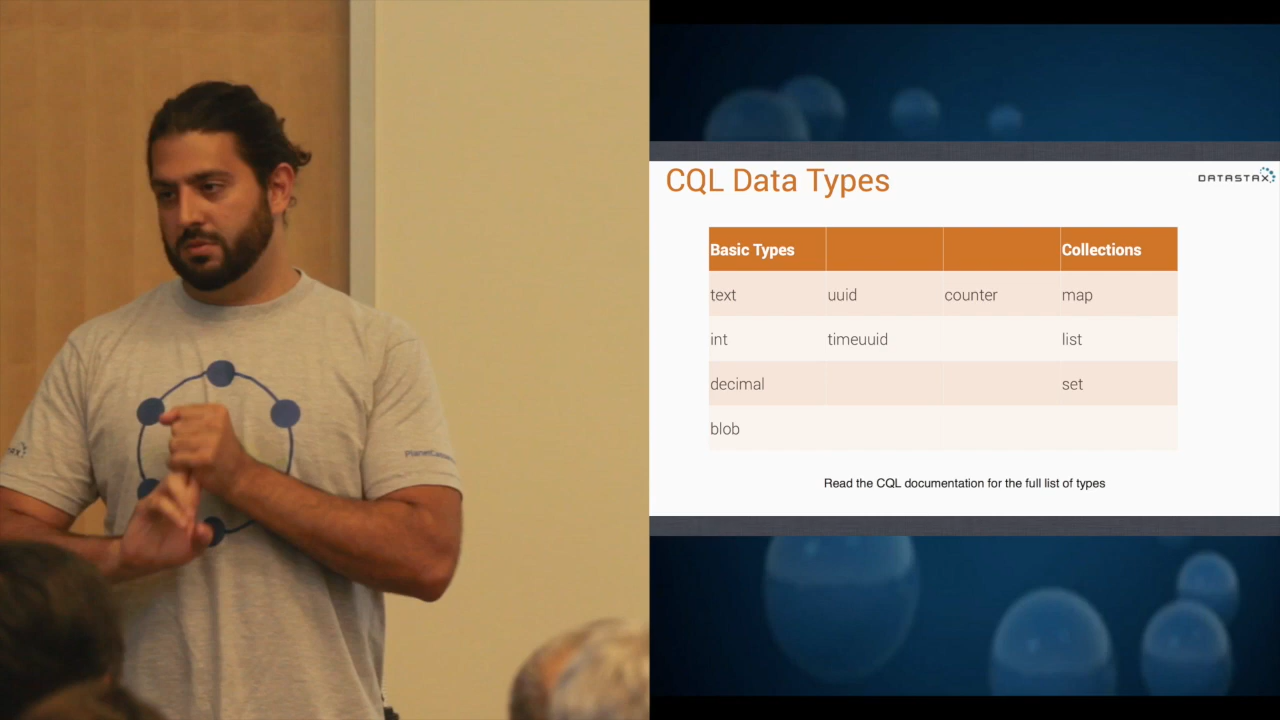 CQL Data Types
DATASTAX
Basic Types Collections
text uuid counter map
int timeuuid list
decimal set
blob
Read the CQL documentation for the full list of types